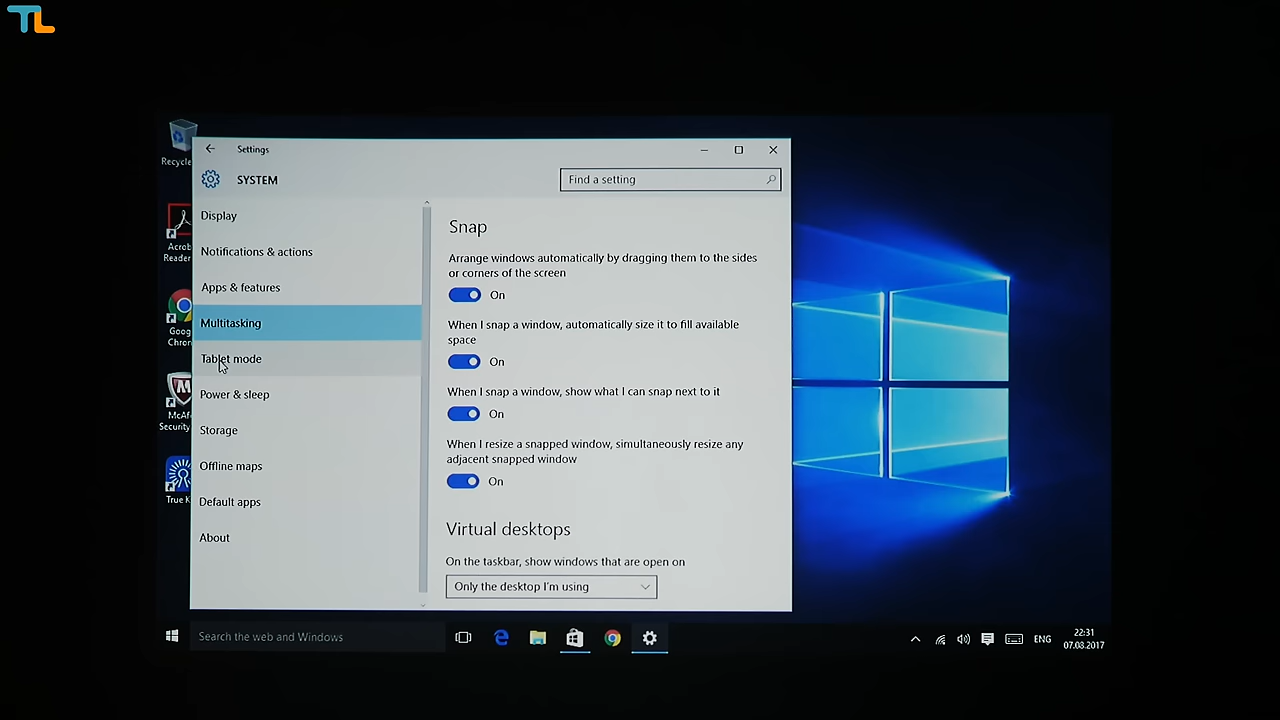 TL
Recycle
Settings
SYSTEM
Find a setting
Display
Notifications & actions
Apps & features
Multitasking
Tablet mode
Power & sleep
Storage
Offline maps
Default apps
About
Snap
Arrange windows automatically by dragging them to the sides
or corners of the screen
On
When I snap a window, automatically size it to fill available
space
On
When I snap a window, show what I can snap next to it
On
When I resize a snapped window, simultaneously resize any
adjacent snapped window
On
Virtual desktops
On the taskbar, show windows that are open on
Only the desktop I'm using
Acrob
Reader
Goog
Chron
McAf
Security
True K
Search the web and Windows
ENG
22:31
07.08.2017